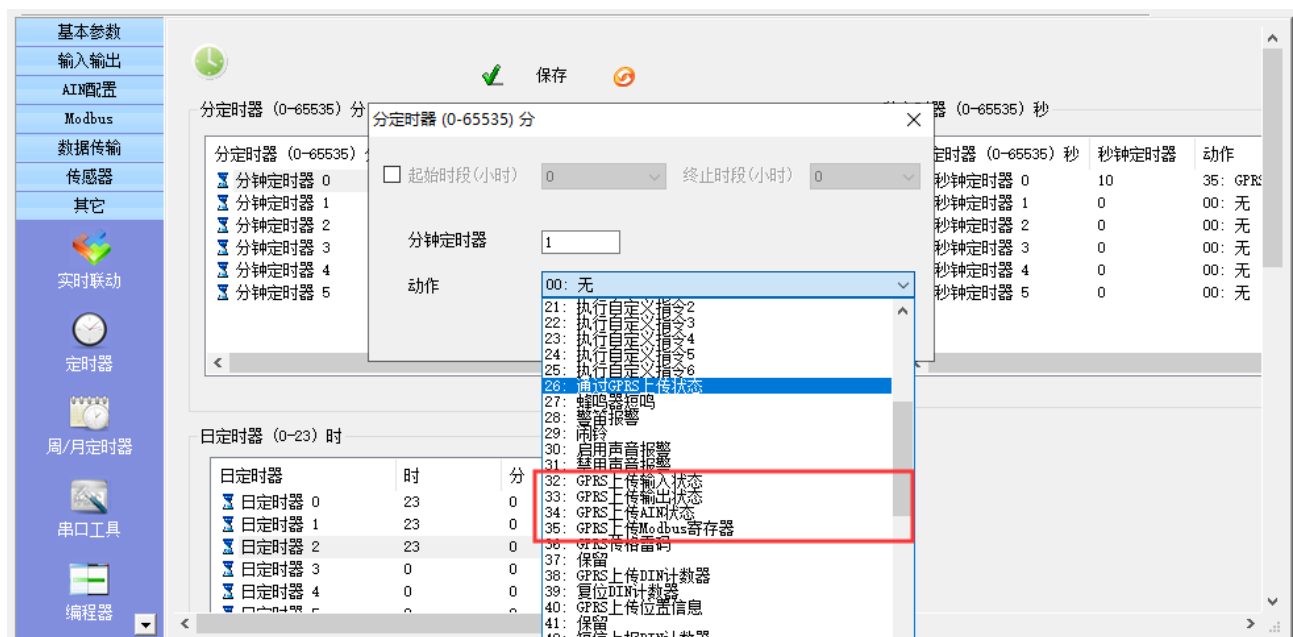 基本参数
输入输出
AIN配置
Modbus
数据传输
传感器
其它
实时联动
定时器
周/月定时器
串口工具
编程器
保存
分定时器 (0-65535) 分
器 (0-65535) 秒
分定时器 (0-65535)
分钟定时器 0
分钟定时器 1
分钟定时器 2
分钟定时器 3
分钟定时器 4
分钟定时器 5
分定时器 (0-65535) 分
起始时段(小时) 0 终止时段(小时) 0
分钟定时器 1
动作 00: 无
21: 执行自定义指令2
22: 执行自定义指令3
23: 执行自定义指令4
24: 执行自定义指令5
25: 执行自定义指令6
26: 通过GPRS上传状态
27: 蜂鸣器短鸣
28: 警笛报警
29: 闹铃
30: 启用声音报警
31: 禁用声音报警
32: GPRS上传输入状态
33: GPRS上传输出状态
34: GPRS上传AIN状态
35: GPRS上传Modbus寄存器
36: GPRS传格雷码
37: 保留
38: GPRS上传DIN计数器
39: 复位DIN计数器
40: GPRS上传位置信息
41: 保留
定时器 (0-65535) 秒 秒钟定时器 动作
秒钟定时器 0 10 35: GPRS
秒钟定时器 1 0 00: 无
秒钟定时器 2 0 00: 无
秒钟定时器 3 0 00: 无
秒钟定时器 4 0 00: 无
秒钟定时器 5 0 00: 无
日定时器 (0-23) 时
日定时器 时 分
日定时器 0 23 0
日定时器 1 23 0
日定时器 2 23 0
日定时器 3 0 0
日定时器 4 0 0